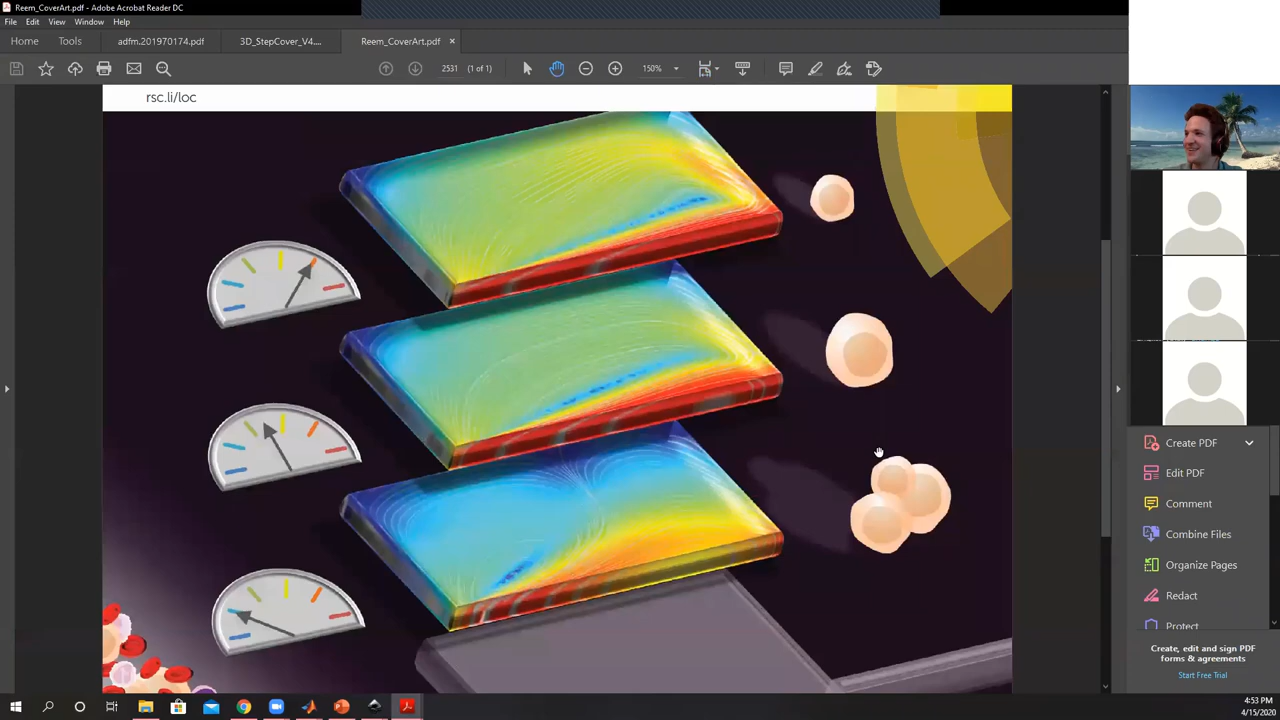 Reem_CoverArt.pdf - Adobe Acrobat Reader DC
File Edit View Window Help
Home Tools adfm.201970174.pdf 3D_StepCover_V4.... Reem_CoverArt.pdf ×
2531 (1 of 1) 150%
rsc.li/loc
Create PDF
Edit PDF
Comment
Combine Files
Organize Pages
Redact
Protect
Create, edit and sign PDF
forms & agreements
Start Free Trial
4:53 PM
4/15/2020